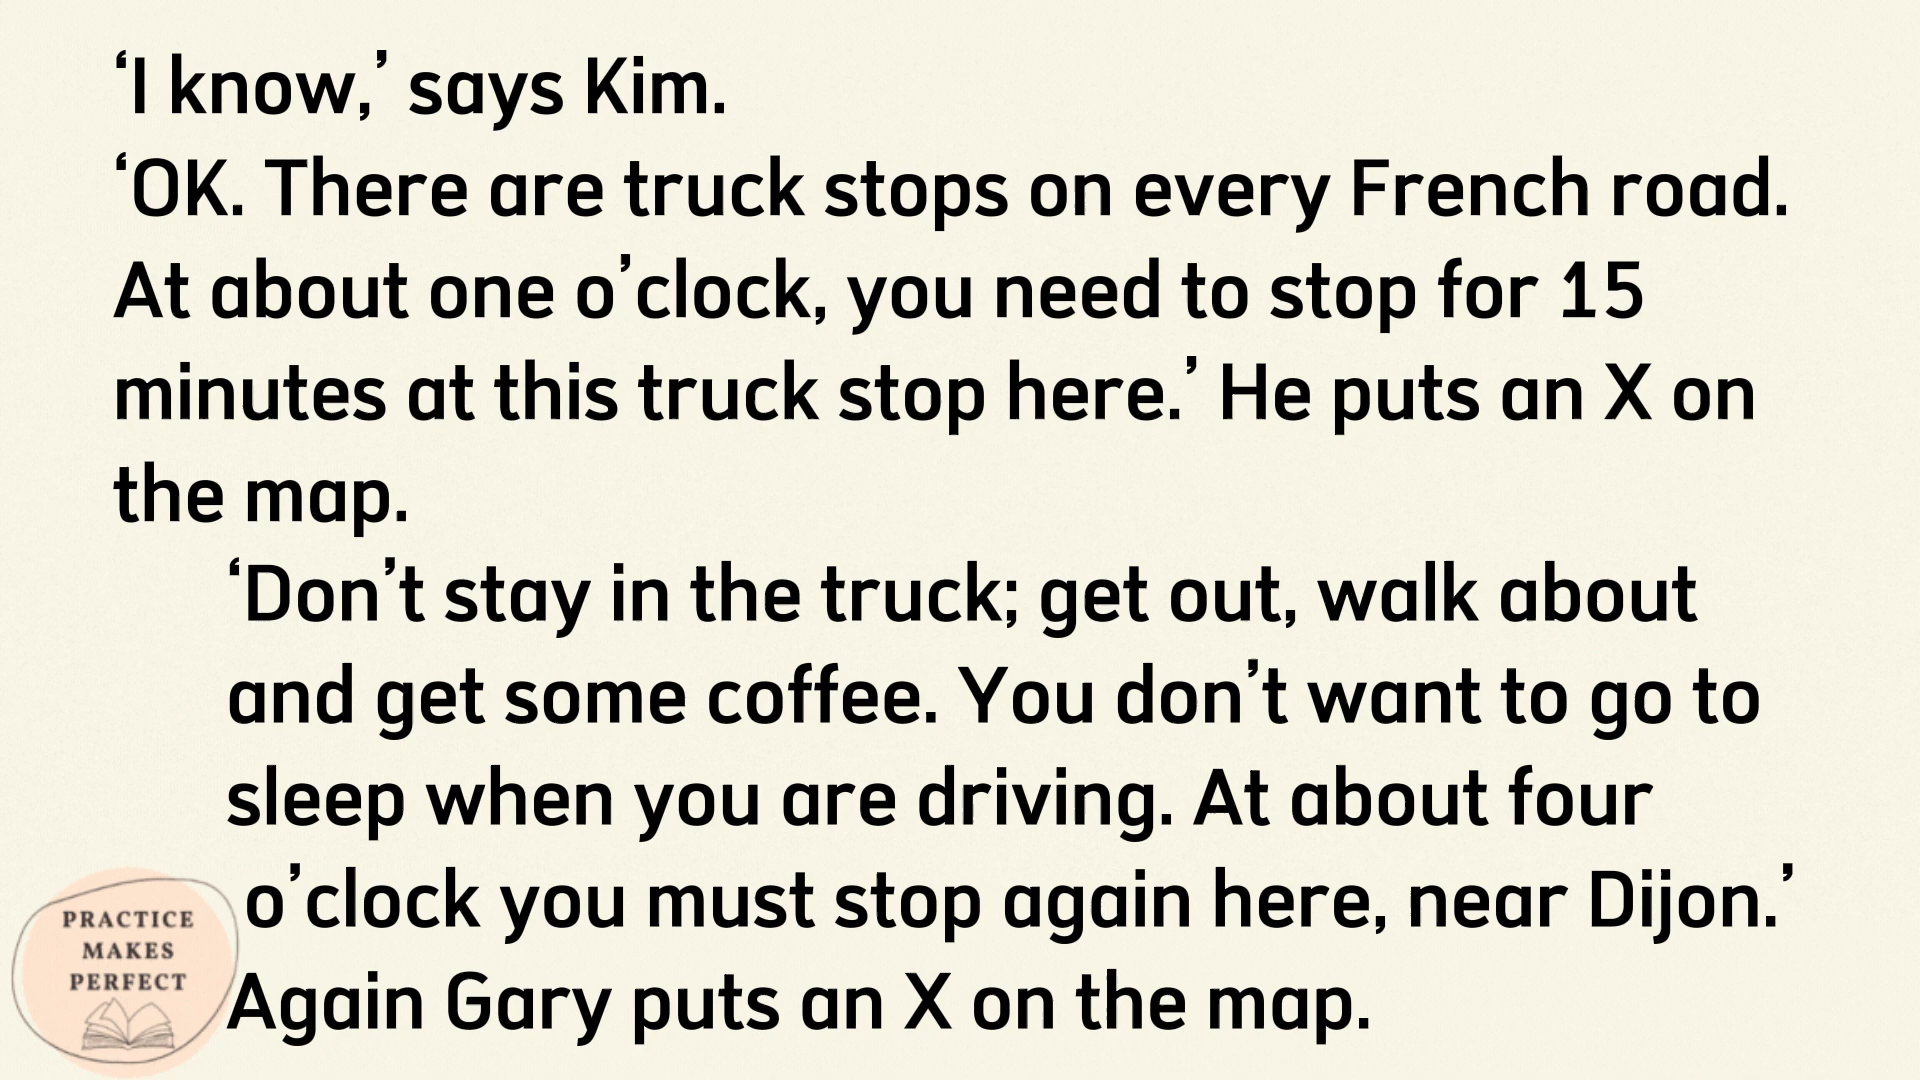 ‘I know,’ says Kim.
‘OK. There are truck stops on every French road.
At about one o’clock, you need to stop for 15
minutes at this truck stop here.’ He puts an X on
the map.
‘Don’t stay in the truck; get out, walk about
and get some coffee. You don’t want to go to
sleep when you are driving. At about four
o’clock you must stop again here, near Dijon.’
Again Gary puts an X on the map.
PRACTICE
MAKES
PERFECT